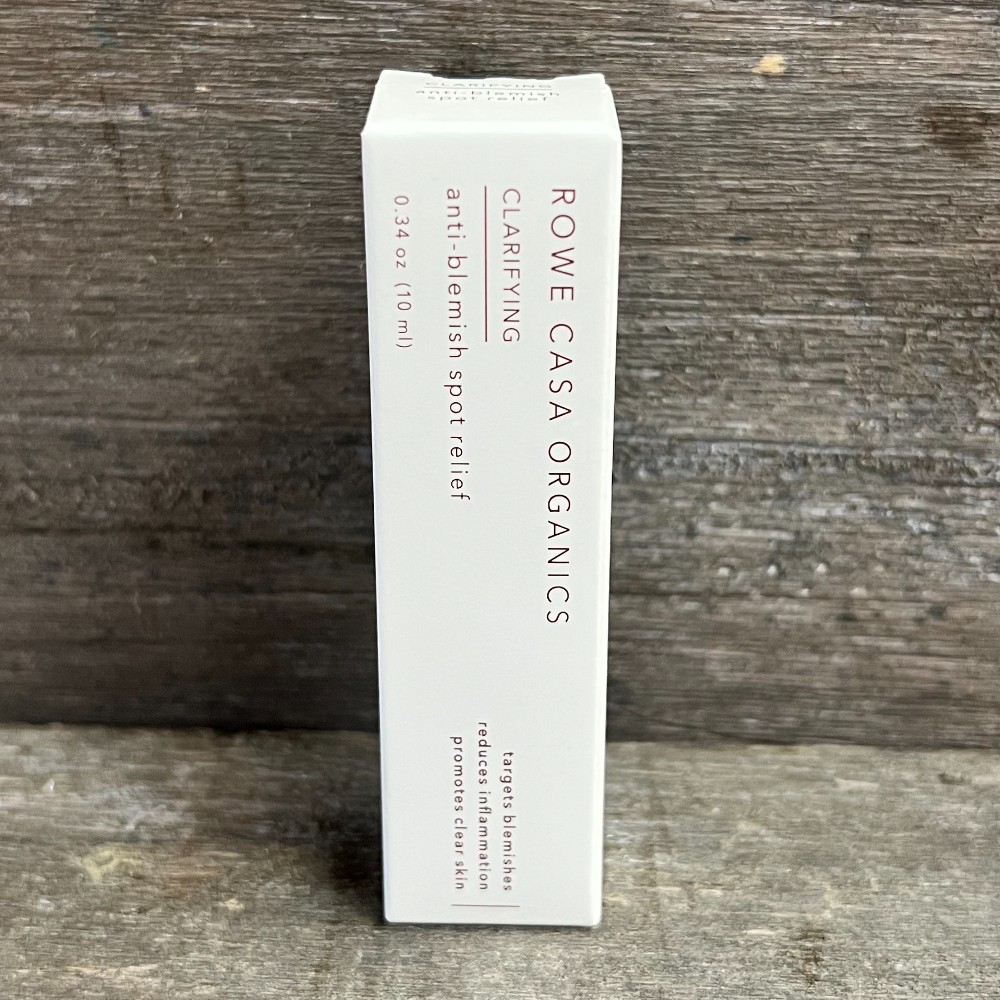 CLARIFYING
anti-blemish
spot relief
ROWE CASA ORGANICS
CLARIFYING
anti-blemish spot relief
0.34 oz (10 ml)
targets blemishes
reduces inflammation
promotes clear skin